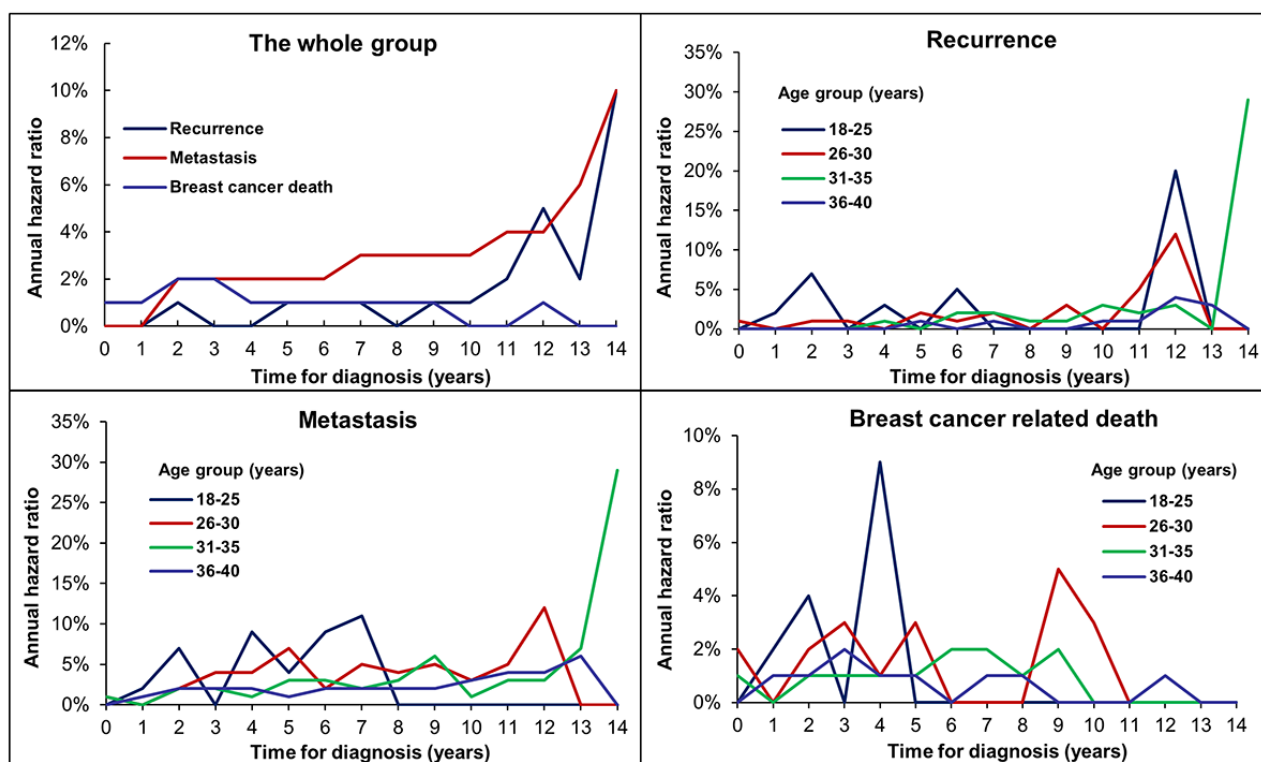 The whole group
Annual hazard ratio
12%
10%
8%
6%
4%
2%
0%
Recurrence
Metastasis
Breast cancer death
0 1 2 3 4 5 6 7 8 9 10 11 12 13 14
Time for diagnosis (years)
Recurrence
Annual hazard ratio
35%
30%
25%
20%
15%
10%
5%
0%
Age group (years)
18-25
26-30
31-35
36-40
0 1 2 3 4 5 6 7 8 9 10 11 12 13 14
Time for diagnosis (years)
Metastasis
Annual hazard ratio
35%
30%
25%
20%
15%
10%
5%
0%
Age group (years)
18-25
26-30
31-35
36-40
0 1 2 3 4 5 6 7 8 9 10 11 12 13 14
Time for diagnosis (years)
Breast cancer related death
Annual hazard ratio
10%
8%
6%
4%
2%
0%
Age group (years)
18-25
26-30
31-35
36-40
0 1 2 3 4 5 6 7 8 9 10 11 12 13 14
Time for diagnosis (years)